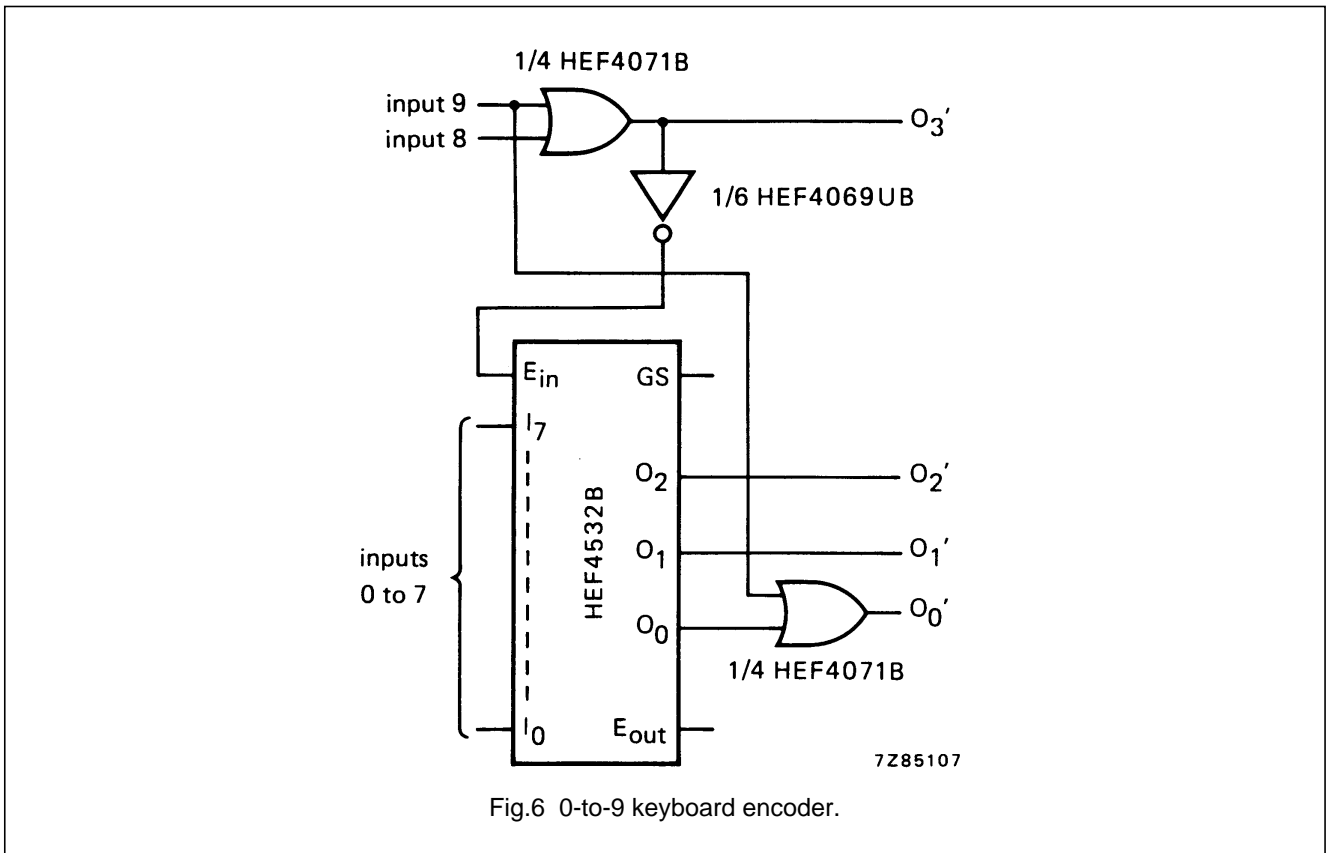 1/4 HEF4071B
input 9
input 8
O3'
1/6 HEF4069UB
Ein
GS
I7
O2
O2'
HEF4532B
O1
O1'
inputs
0 to 7
O0
O0'
1/4 HEF4071B
I0
Eout
7Z85107
Fig.6 0-to-9 keyboard encoder.